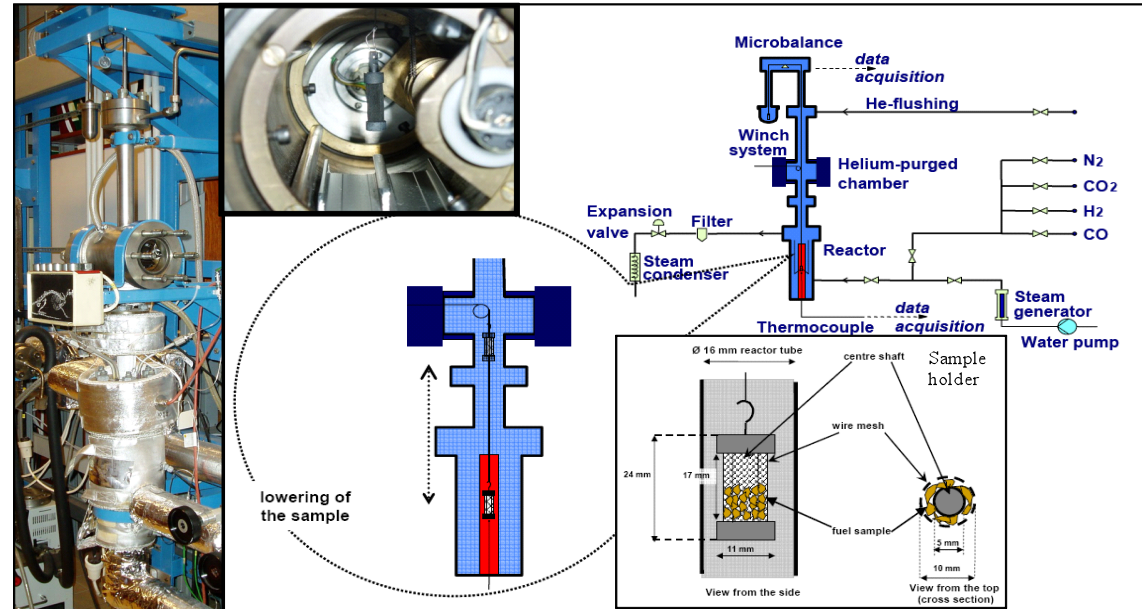 Microbalance
data
acquisition
He-flushing
Winch
system
Helium-purged
chamber
N2
CO2
H2
CO
Expansion
valve
Filter
Reactor
Steam
condenser
Steam
generator
Thermocouple
data
acquisition
Water pump
lowering of
the sample
Ø 16 mm reactor tube
centre shaft
Sample
holder
wire mesh
24 mm
17 mm
fuel sample
11 mm
5 mm
10 mm
View from the side
View from the top
(cross section)